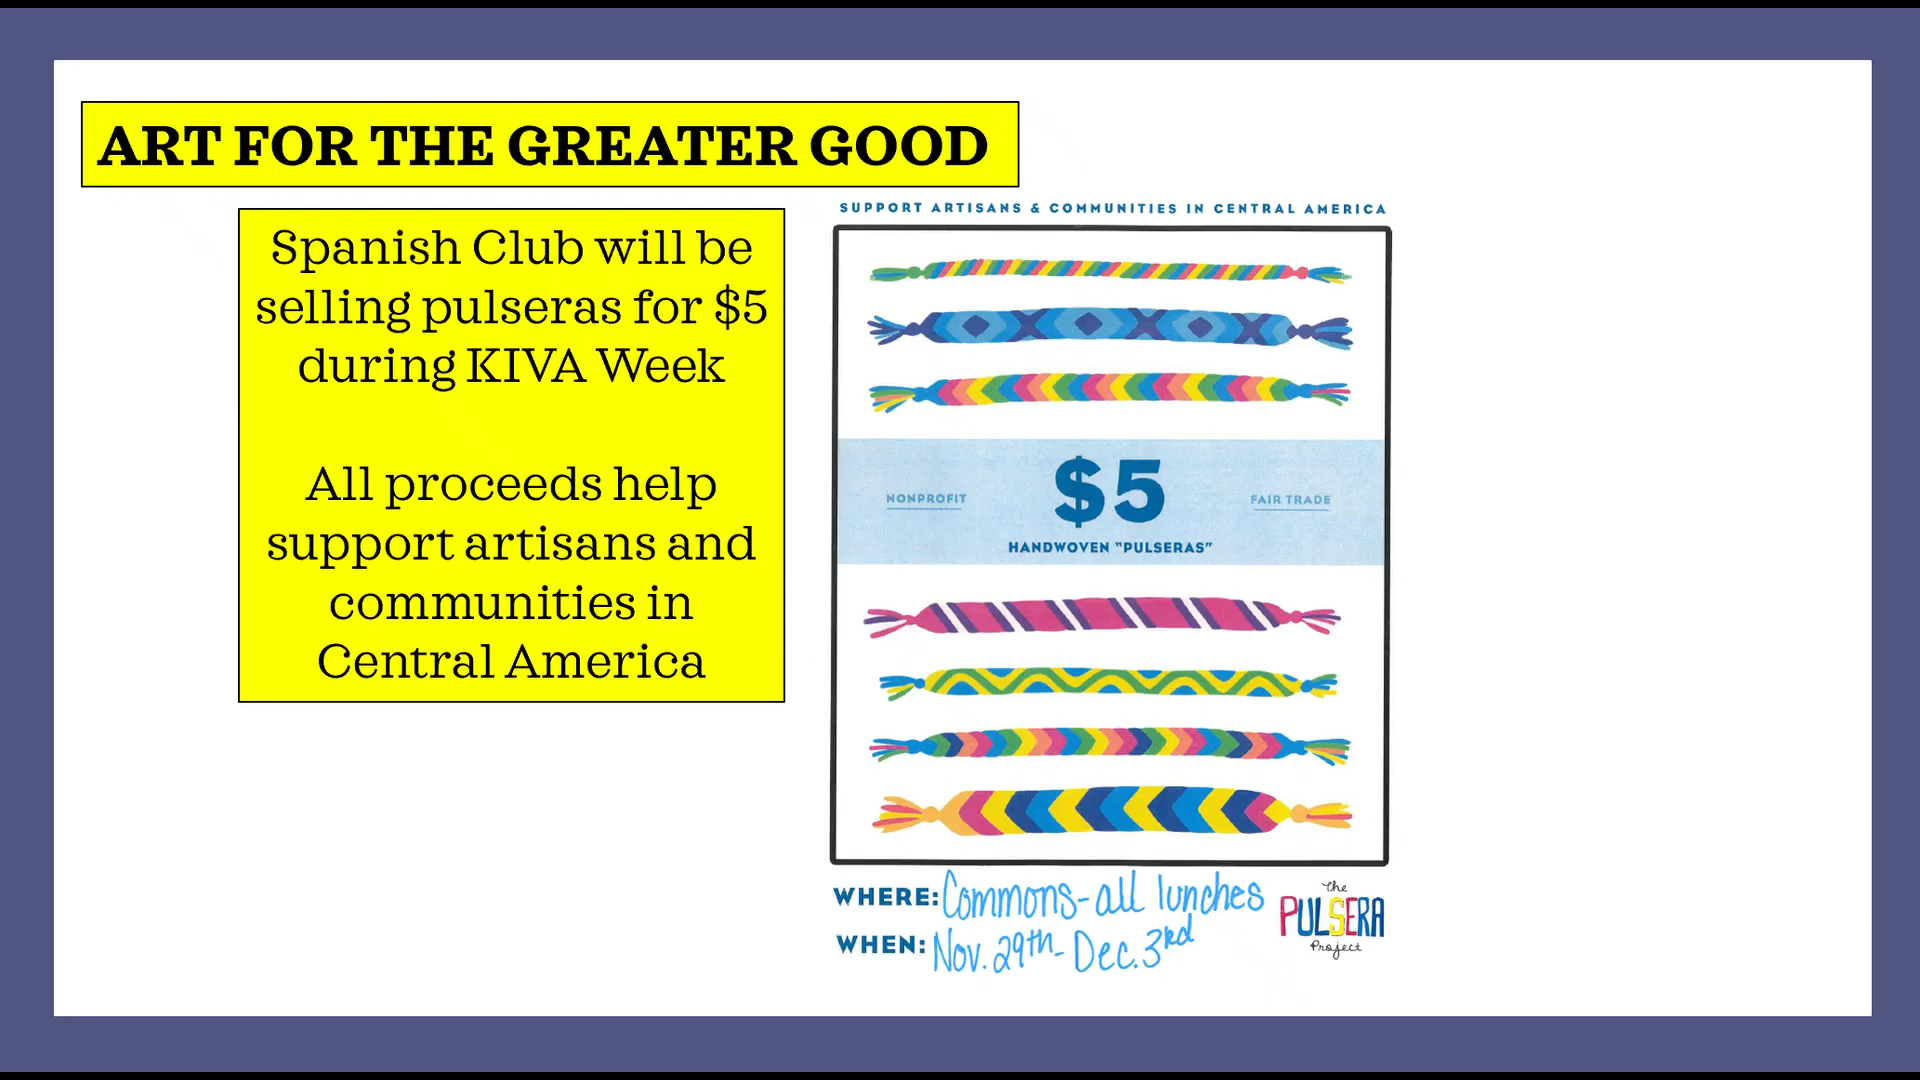 ART FOR THE GREATER GOOD
Spanish Club will be
selling pulseras for $5
during KIVA Week
All proceeds help
support artisans and
communities in
Central America
SUPPORT ARTISANS & COMMUNITIES IN CENTRAL AMERICA
NONPROFIT
$5
FAIR TRADE
HANDWOVEN "PULSERAS"
WHERE: Commons-all lunches
WHEN: Nov. 29th - Dec. 3rd
The
PULSERA
Project